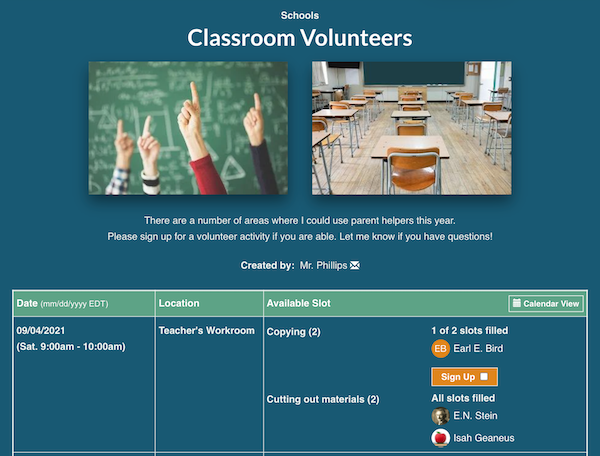 Schools
Classroom Volunteers
There are a number of areas where I could use parent helpers this year.
Please sign up for a volunteer activity if you are able. Let me know if you have questions!
Created by: Mr. Phillips
Date (mm/dd/yyyy EDT) Location Available Slot Calendar View
09/04/2021 Teacher's Workroom Copying (2) 1 of 2 slots filled
(Sat. 9:00am - 10:00am)
EB Earl E. Bird
Sign Up
Cutting out materials (2) All slots filled
E.N. Stein
Isah Geaneus